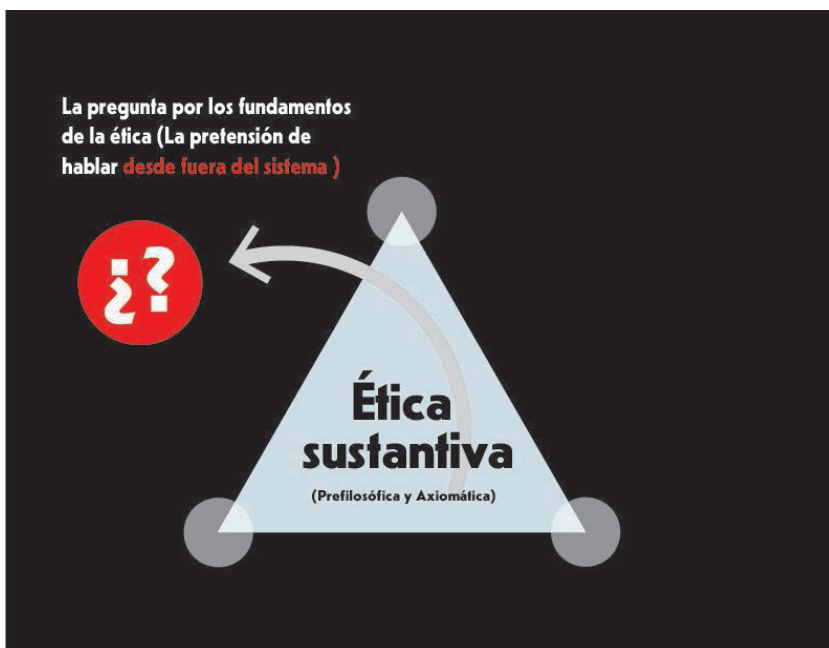 La pregunta por los fundamentos
de la ética (La pretensión de
hablar desde fuera del sistema )
¿?
Ética
sustantiva
(Prefilosófica y Axiomática)